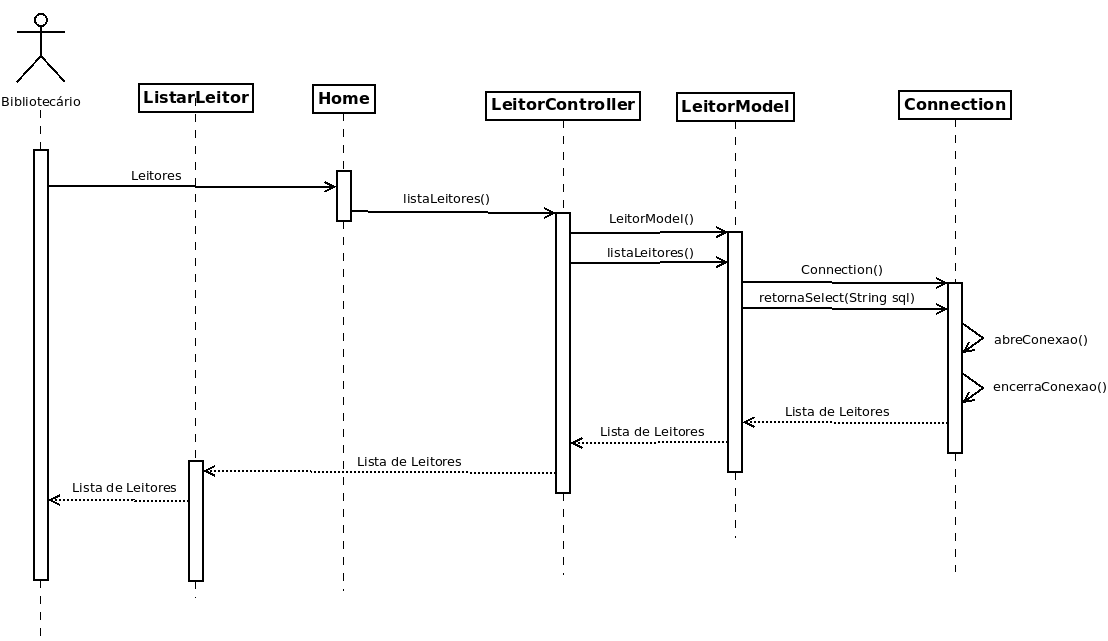 Bibliotecário
ListarLeitor
Home
LeitorController
LeitorModel
Connection
Leitores
listaLeitores()
LeitorModel()
listaLeitores()
Connection()
retornaSelect(String sql)
abreConexao()
encerraConexao()
Lista de Leitores
Lista de Leitores
Lista de Leitores
Lista de Leitores